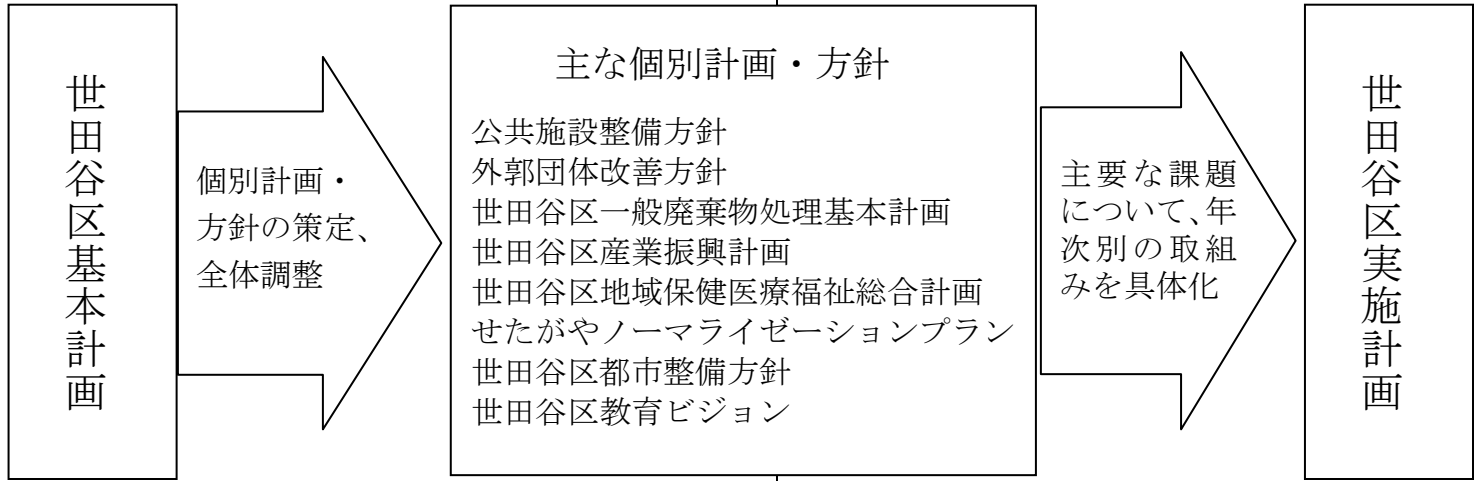 世田谷区基本計画
個別計画・
方針の策定、
全体調整
主な個別計画・方針
公共施設整備方針
外郭団体改善方針
世田谷区一般廃棄物処理基本計画
世田谷区産業振興計画
世田谷区地域保健医療福祉総合計画
せたがやノーマライゼーションプラン
世田谷区都市整備方針
世田谷区教育ビジョン
主要な課題
について、年
次別の取組
みを具体化
世田谷区実施計画